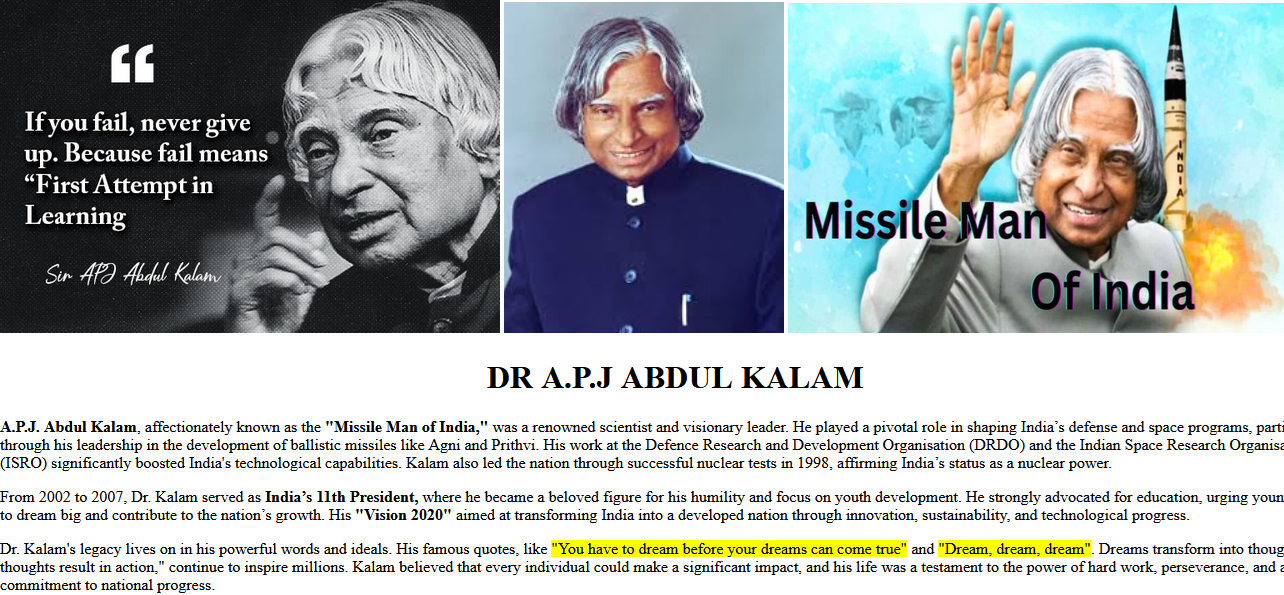 If you fail, never give
up. Because fail means
“First Attempt in
Learning
Sir APJ Abdul Kalam
Missile Man
Of India
INDIA
DR A.P.J ABDUL KALAM
A.P.J. Abdul Kalam, affectionately known as the "Missile Man of India," was a renowned scientist and visionary leader. He played a pivotal role in shaping India’s defense and space programs, parti
through his leadership in the development of ballistic missiles like Agni and Prithvi. His work at the Defence Research and Development Organisation (DRDO) and the Indian Space Research Organisa
(ISRO) significantly boosted India's technological capabilities. Kalam also led the nation through successful nuclear tests in 1998, affirming India’s status as a nuclear power.
From 2002 to 2007, Dr. Kalam served as India’s 11th President, where he became a beloved figure for his humility and focus on youth development. He strongly advocated for education, urging youn
to dream big and contribute to the nation’s growth. His "Vision 2020" aimed at transforming India into a developed nation through innovation, sustainability, and technological progress.
Dr. Kalam's legacy lives on in his powerful words and ideals. His famous quotes, like "You have to dream before your dreams can come true" and "Dream, dream, dream". Dreams transform into thoug
thoughts result in action," continue to inspire millions. Kalam believed that every individual could make a significant impact, and his life was a testament to the power of hard work, perseverance, and a
commitment to national progress.